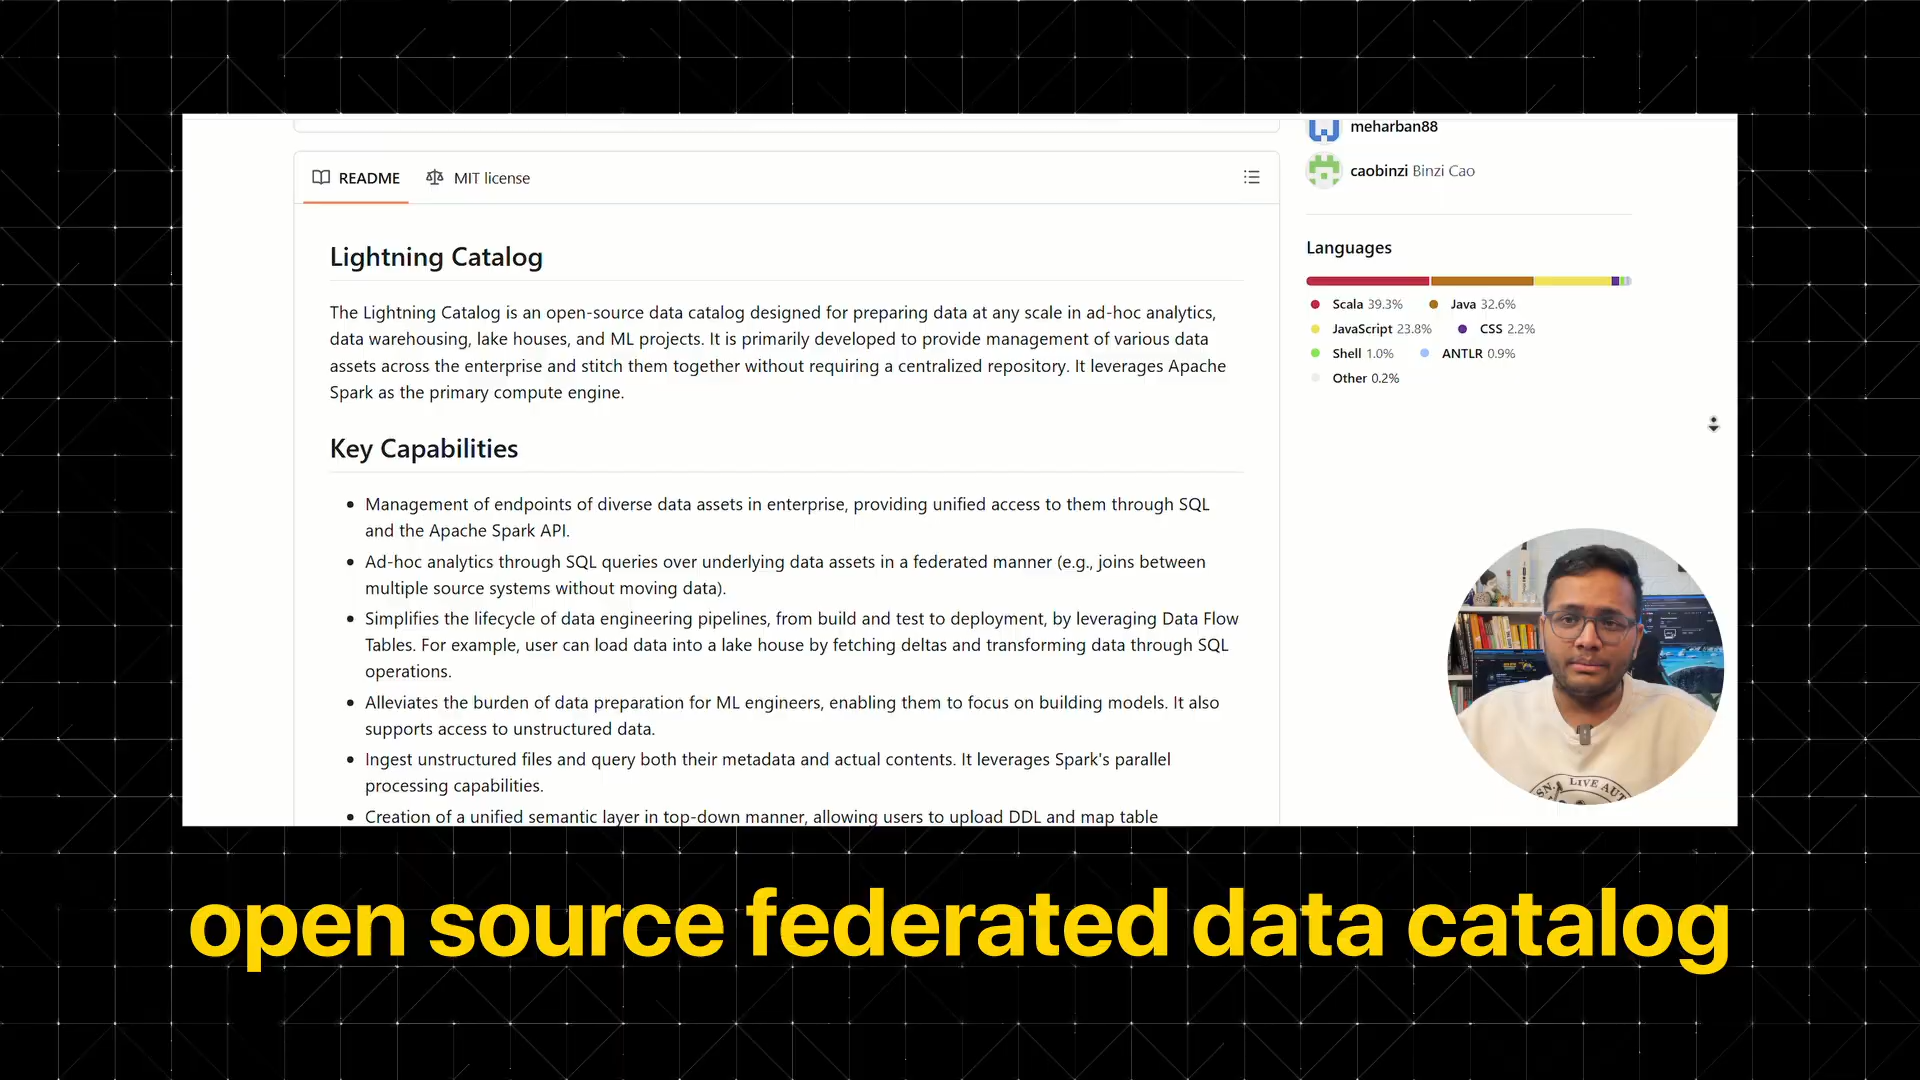 meharban88
caobinzi Binzi Cao
README
MIT license
Lightning Catalog
The Lightning Catalog is an open-source data catalog designed for preparing data at any scale in ad-hoc analytics,
data warehousing, lake houses, and ML projects. It is primarily developed to provide management of various data
assets across the enterprise and stitch them together without requiring a centralized repository. It leverages Apache
Spark as the primary compute engine.
Key Capabilities
Management of endpoints of diverse data assets in enterprise, providing unified access to them through SQL
and the Apache Spark API.
Ad-hoc analytics through SQL queries over underlying data assets in a federated manner (e.g., joins between
multiple source systems without moving data).
Simplifies the lifecycle of data engineering pipelines, from build and test to deployment, by leveraging Data Flow
Tables. For example, user can load data into a lake house by fetching deltas and transforming data through SQL
operations.
Alleviates the burden of data preparation for ML engineers, enabling them to focus on building models. It also
supports access to unstructured data.
Ingest unstructured files and query both their metadata and actual contents. It leverages Spark's parallel
processing capabilities.
Creation of a unified semantic layer in top-down manner, allowing users to upload DDL and map table
Languages
Scala 39.3% Java 32.6%
JavaScript 23.8% CSS 2.2%
Shell 1.0% ANTLR 0.9%
Other 0.2%
LIVE AUT
open source federated data catalog